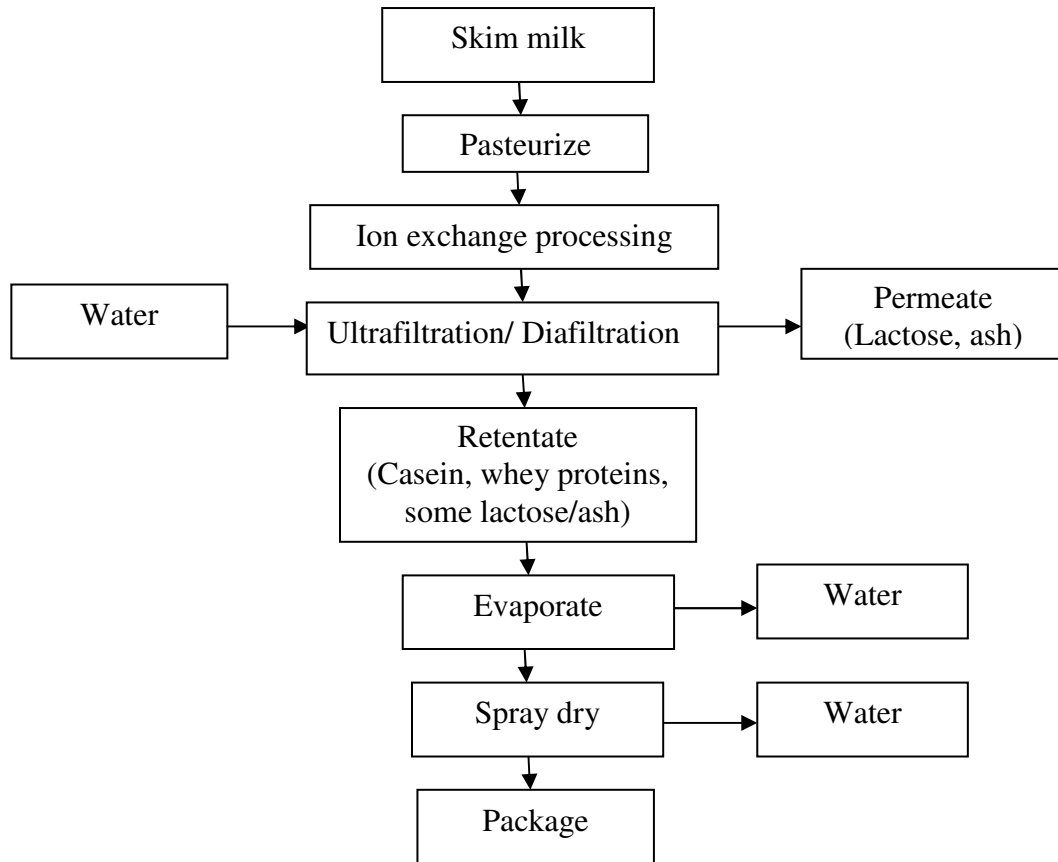 Skim milk
Pasteurize
Ion exchange processing
Water
Ultrafiltration/ Diafiltration
Permeate
(Lactose, ash)
Retentate
(Casein, whey proteins,
some lactose/ash)
Evaporate
Water
Spray dry
Water
Package